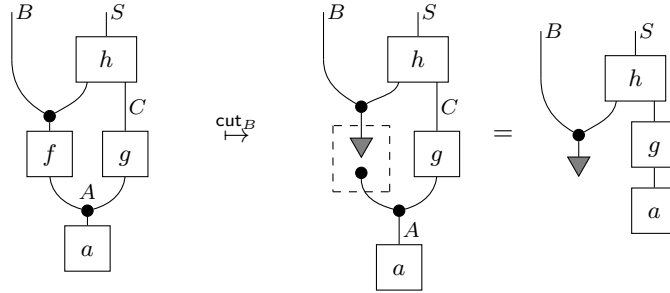 B S B S B S
h h h
C C
f g cut_B ↦ g = g
A A
a a a